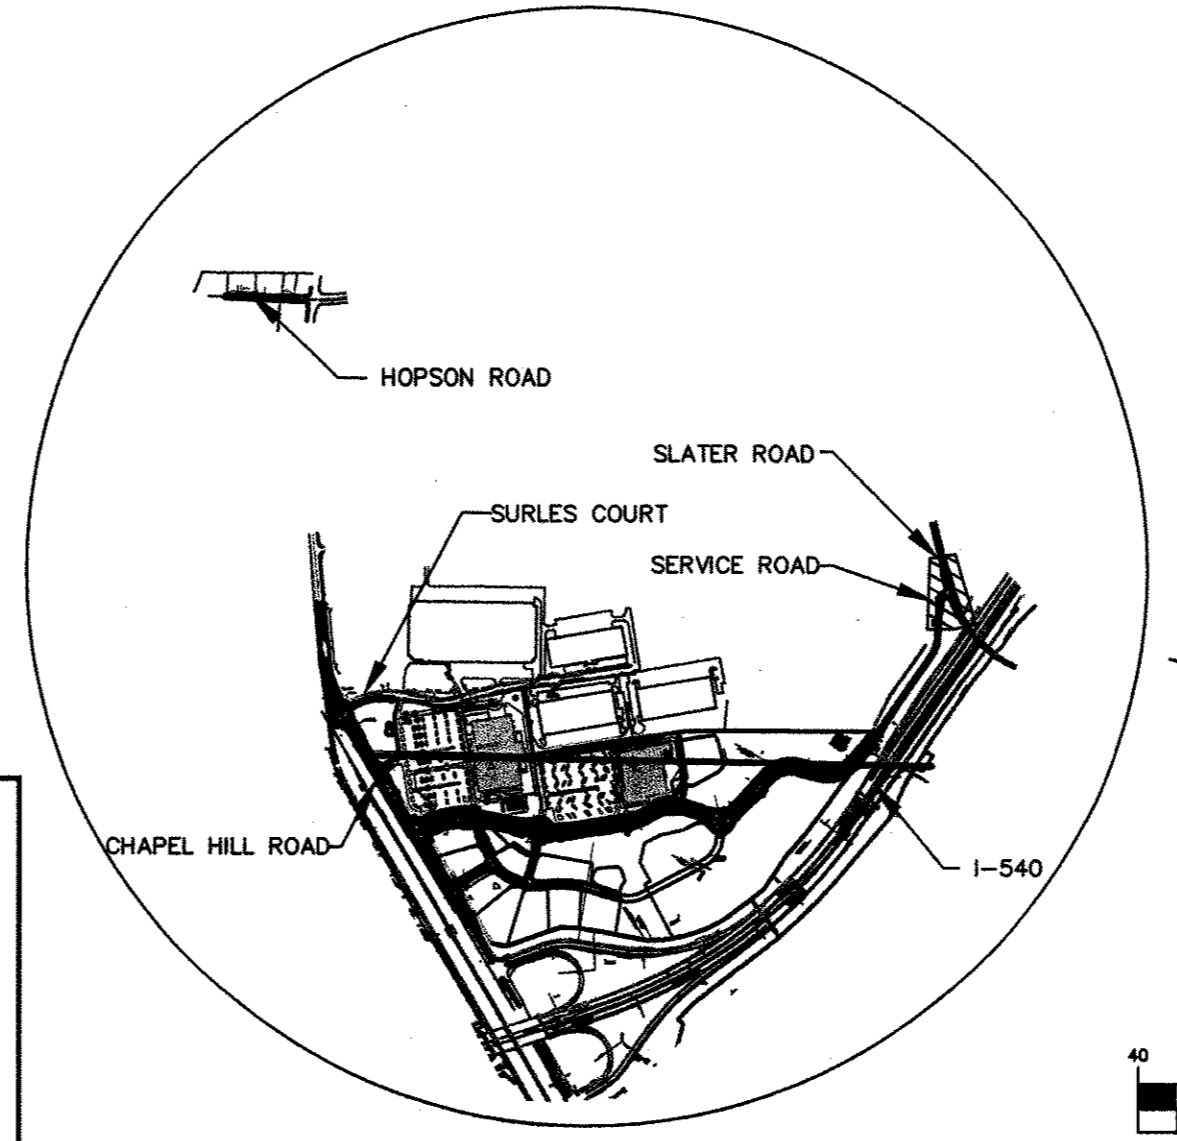 HOPSON ROAD
SLATER ROAD
SURLES COURT
SERVICE ROAD
CHAPEL HILL ROAD
I-540
40